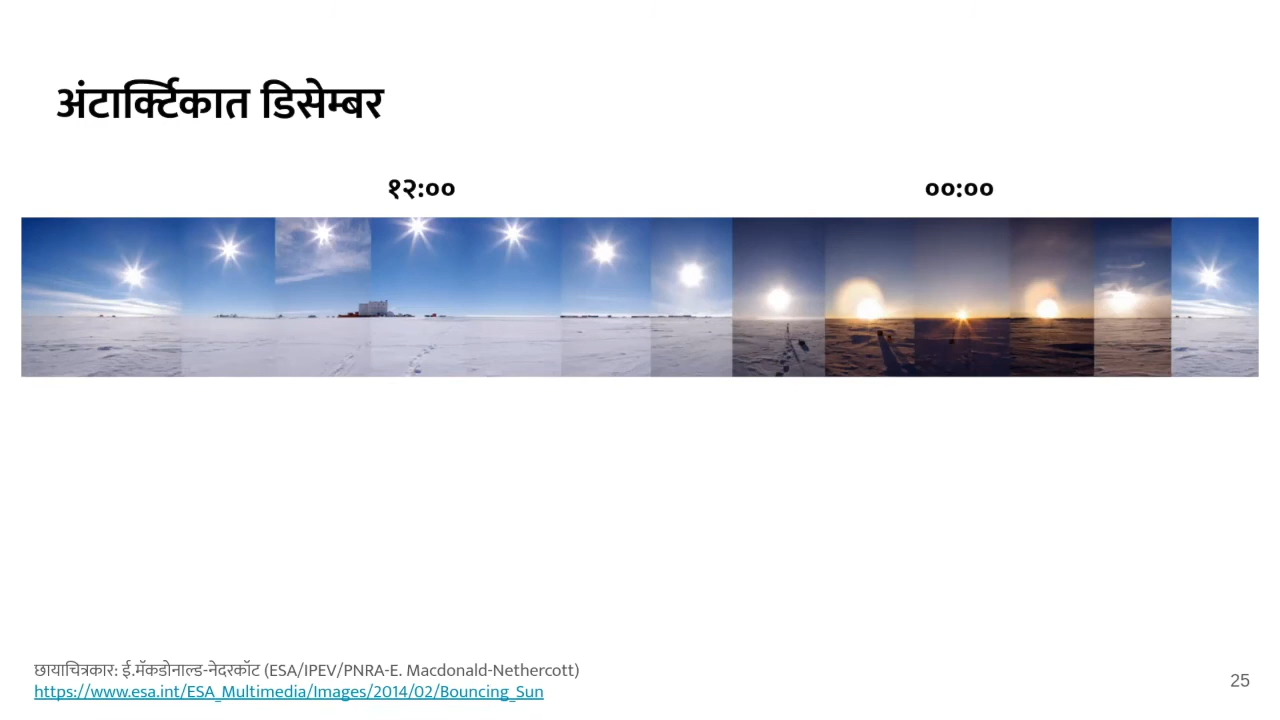 अंटार्क्टिकात डिसेम्बर
१२:०० ००:००
छायाचित्रकार: ई.मॅकडोनाल्ड-नेदरकॉट (ESA/IPEV/PNRA-E. Macdonald-Nethercott)
https://www.esa.int/ESA_Multimedia/Images/2014/02/Bouncing_Sun
25